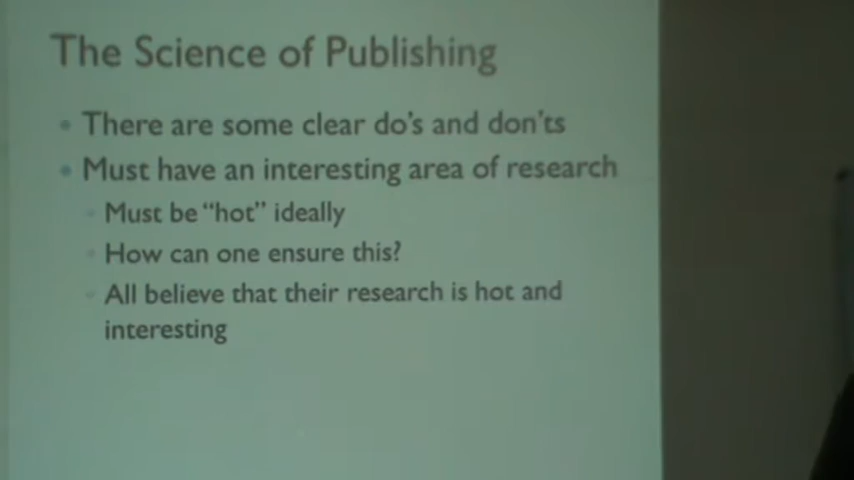 The Science of Publishing
There are some clear do's and don'ts
Must have an interesting area of research
Must be “hot” ideally
How can one ensure this?
All believe that their research is hot and
interesting